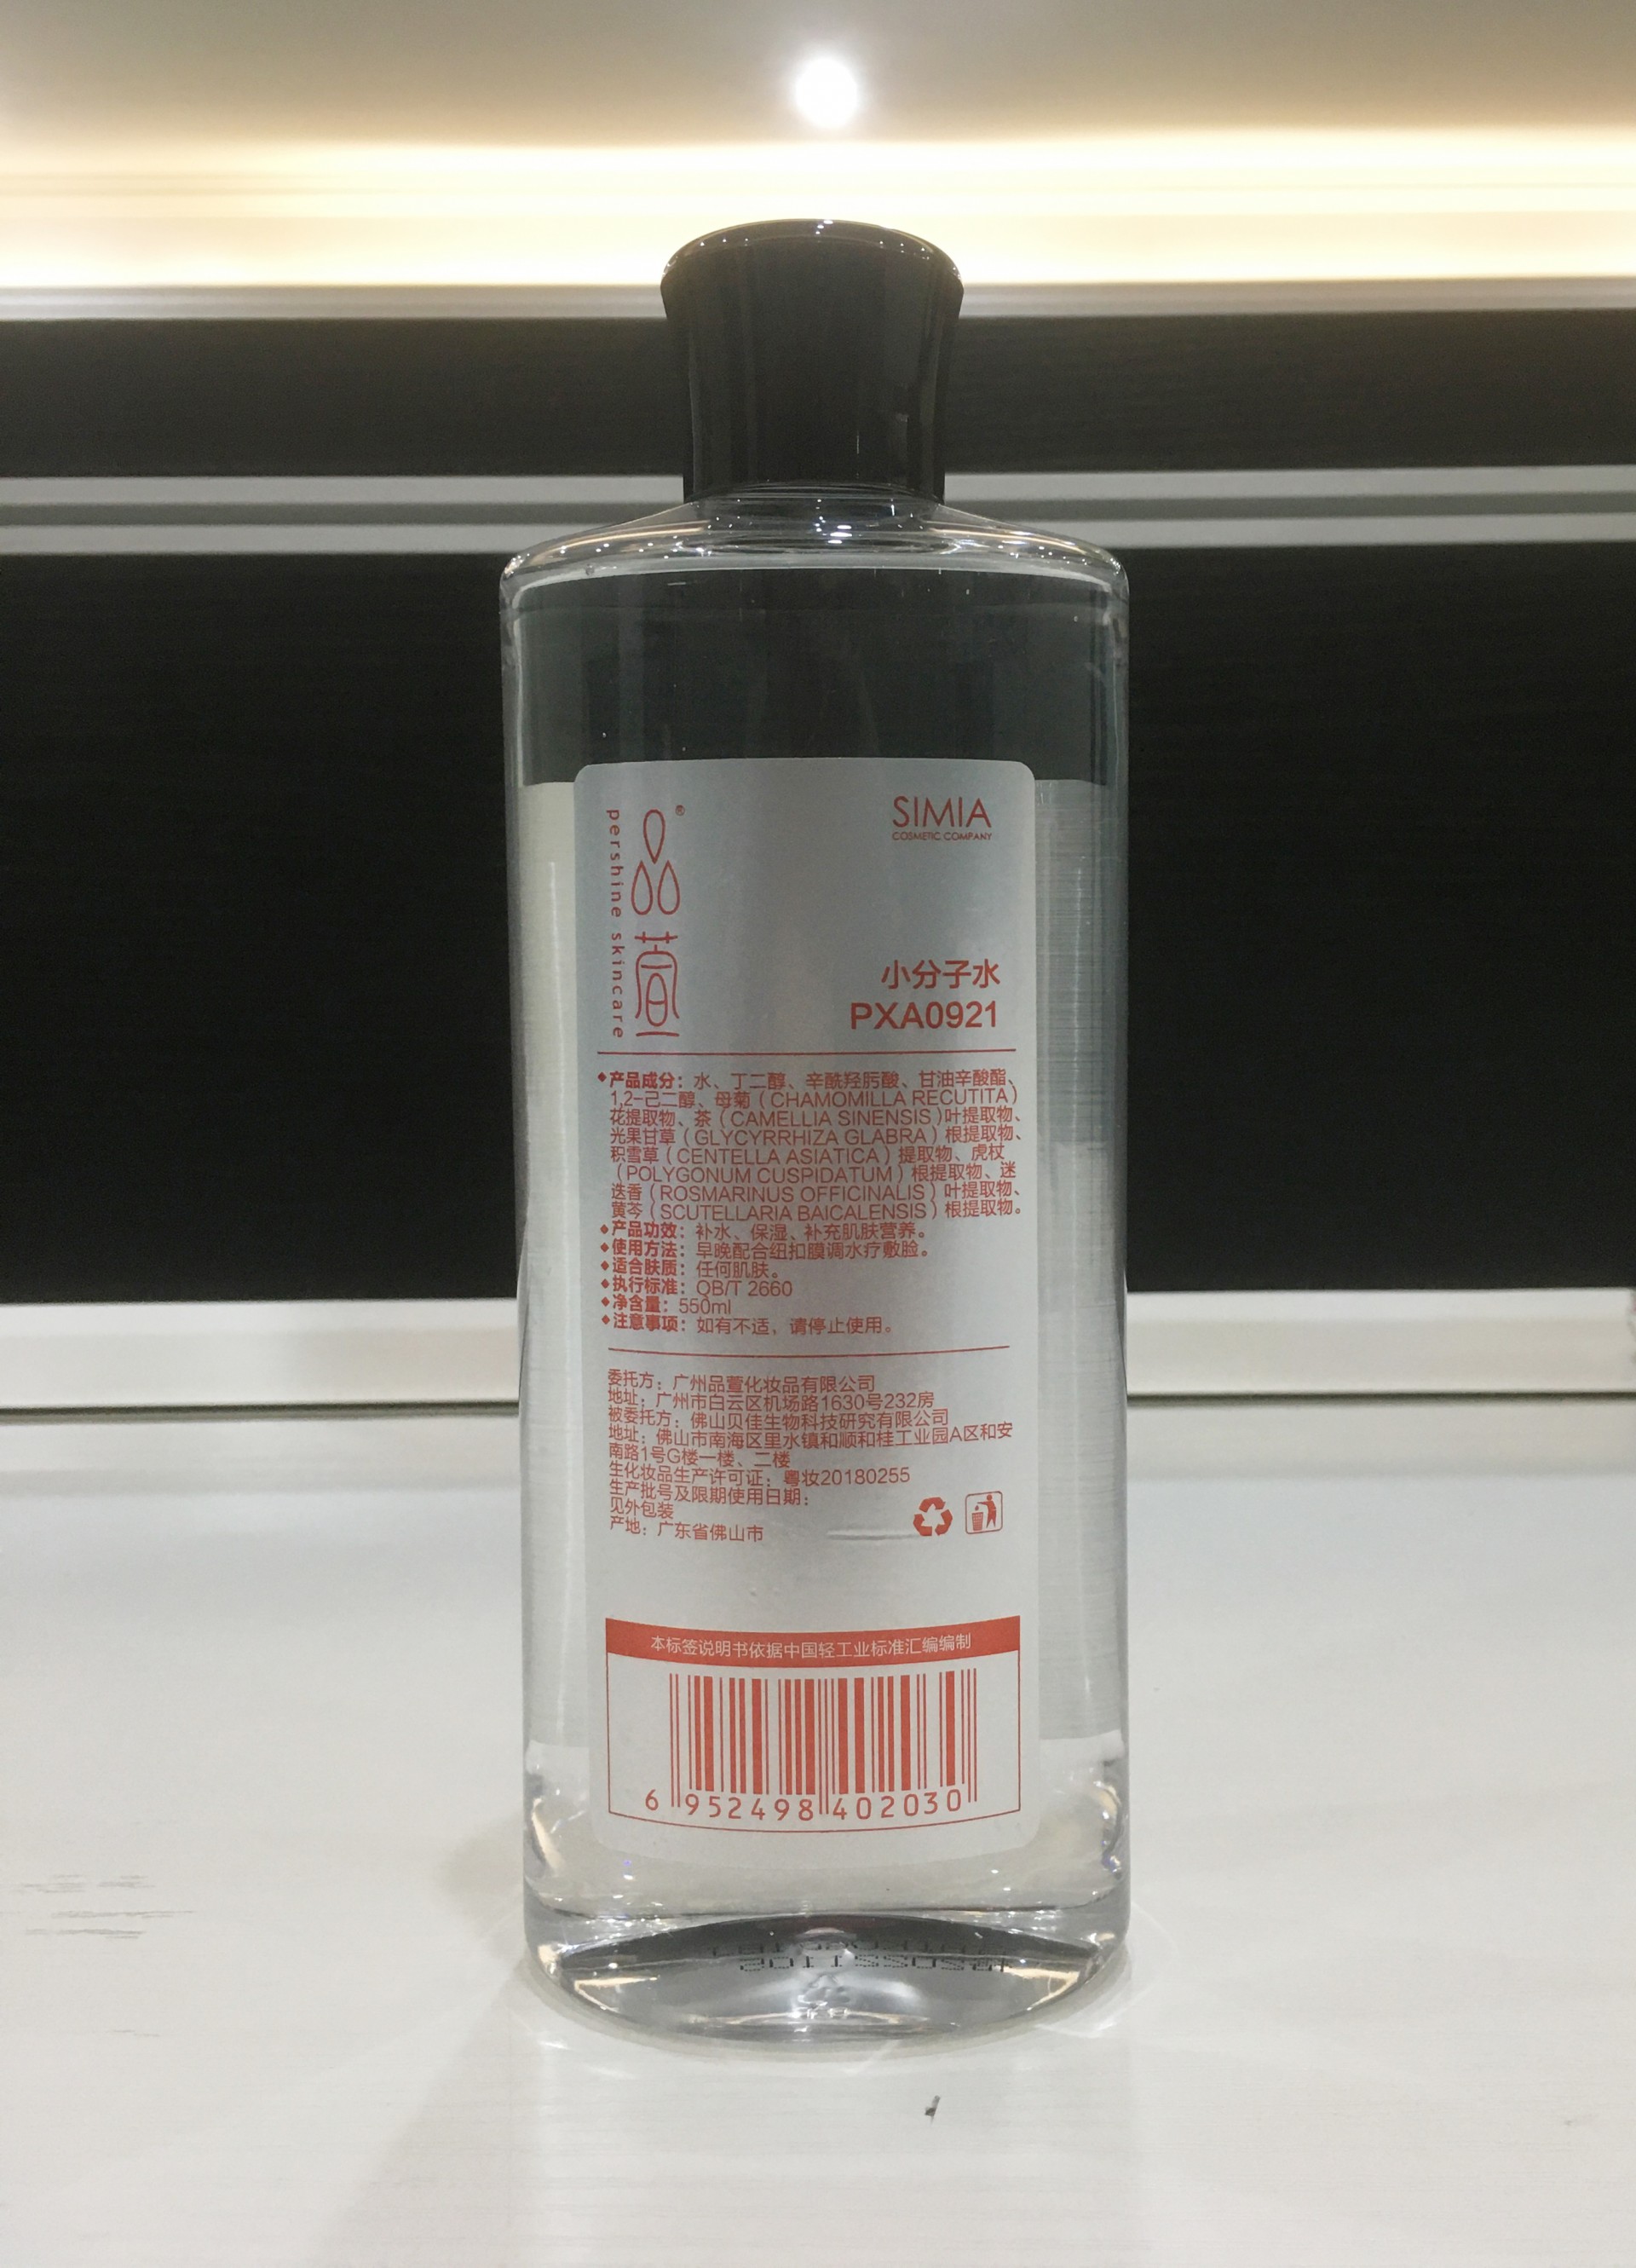 品萱®
pershine skincare
SIMIA
COSMETIC COMPANY
小分子水
PXA0921
◆产品成分：水、丁二醇、辛酰羟肟酸、甘油辛酸酯、
1,2-己二醇、母菊（CHAMOMILLA RECUTITA）
花提取物、茶（CAMELLIA SINENSIS）叶提取物、
光果甘草（GLYCYRRHIZA GLABRA）根提取物、
积雪草（CENTELLA ASIATICA）提取物、虎杖
（POLYGONUM CUSPIDATUM）根提取物、迷
迭香（ROSMARINUS OFFICINALIS）叶提取物、
黄芩（SCUTELLARIA BAICALENSIS）根提取物。
◆产品功效：补水、保湿、补充肌肤营养。
◆使用方法：早晚配合纽扣膜调水疗敷脸。
◆适合肤质：任何肌肤。
◆执行标准：QB/T 2660
◆净含量：550ml
◆注意事项：如有不适，请停止使用。
委托方：广州品萱化妆品有限公司
地址：广州市白云区机场路1630号232房
被委托方：佛山贝佳生物科技研究有限公司
地址：佛山市南海区里水镇和顺和桂工业园A区和安
南路1号G楼一楼、二楼
生化妆品生产许可证：粤妆20180255
生产批号及限期使用日期：
见外包装
产地：广东省佛山市
本标签说明书依据中国轻工业标准汇编编制
6 952498 402030